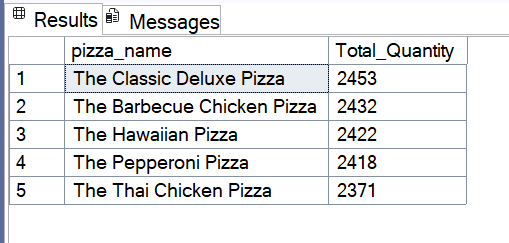 Results Messages
pizza_name Total_Quantity
1 The Classic Deluxe Pizza 2453
2 The Barbecue Chicken Pizza 2432
3 The Hawaiian Pizza 2422
4 The Pepperoni Pizza 2418
5 The Thai Chicken Pizza 2371